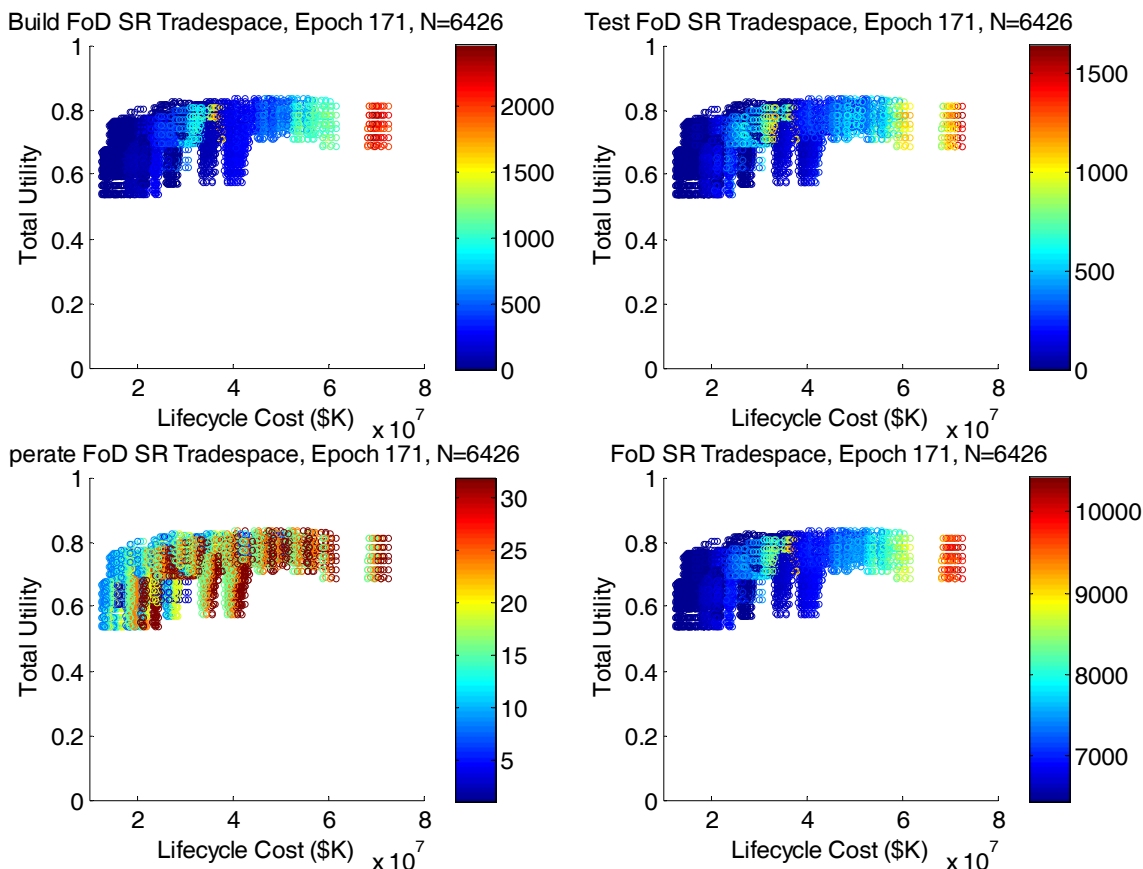 Build FoD SR Tradespace, Epoch 171, N=6426
1
0.8
0.6
0.4
0.2
0
2 4 6 8
x 10^7
Lifecycle Cost ($K)
Total Utility
2000
1500
1000
500
0
Test FoD SR Tradespace, Epoch 171, N=6426
1
0.8
0.6
0.4
0.2
0
2 4 6 8
x 10^7
Lifecycle Cost ($K)
Total Utility
1500
1000
500
0
perate FoD SR Tradespace, Epoch 171, N=6426
1
0.8
0.6
0.4
0.2
0
2 4 6 8
x 10^7
Lifecycle Cost ($K)
Total Utility
30
25
20
15
10
5
FoD SR Tradespace, Epoch 171, N=6426
1
0.8
0.6
0.4
0.2
0
2 4 6 8
x 10^7
Lifecycle Cost ($K)
Total Utility
10000
9000
8000
7000